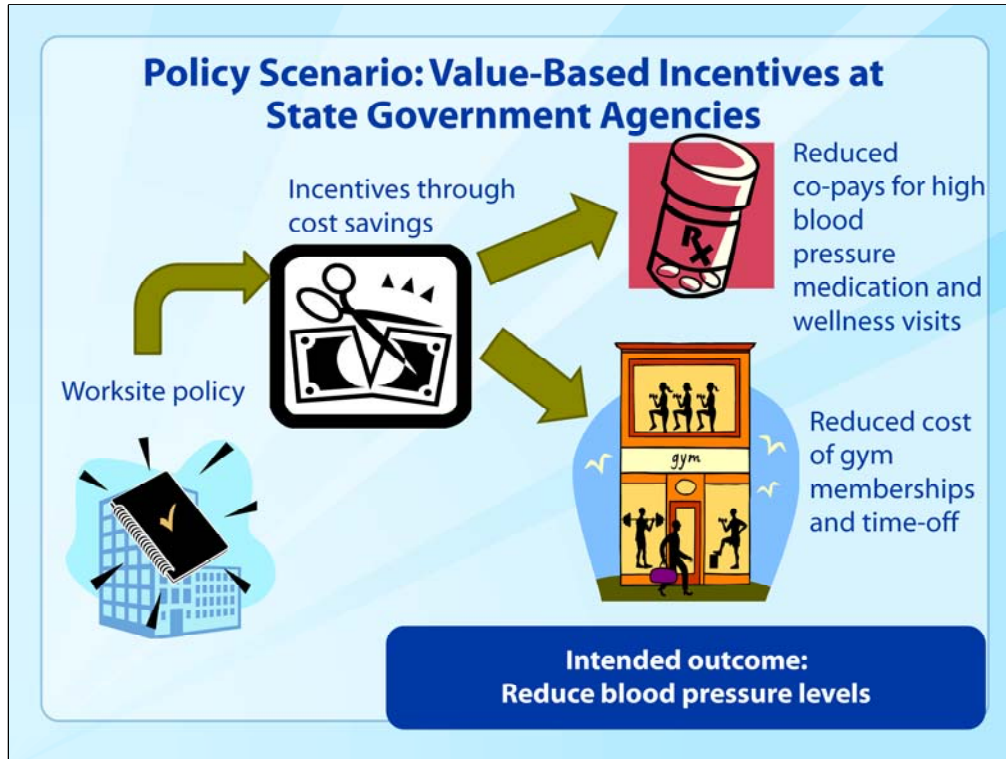 Policy Scenario: Value-Based Incentives at
State Government Agencies
Worksite policy
Incentives through
cost savings
Rx
Reduced
co-pays for high
blood
pressure
medication and
wellness visits
gym
Reduced cost
of gym
memberships
and time-off
Intended outcome:
Reduce blood pressure levels